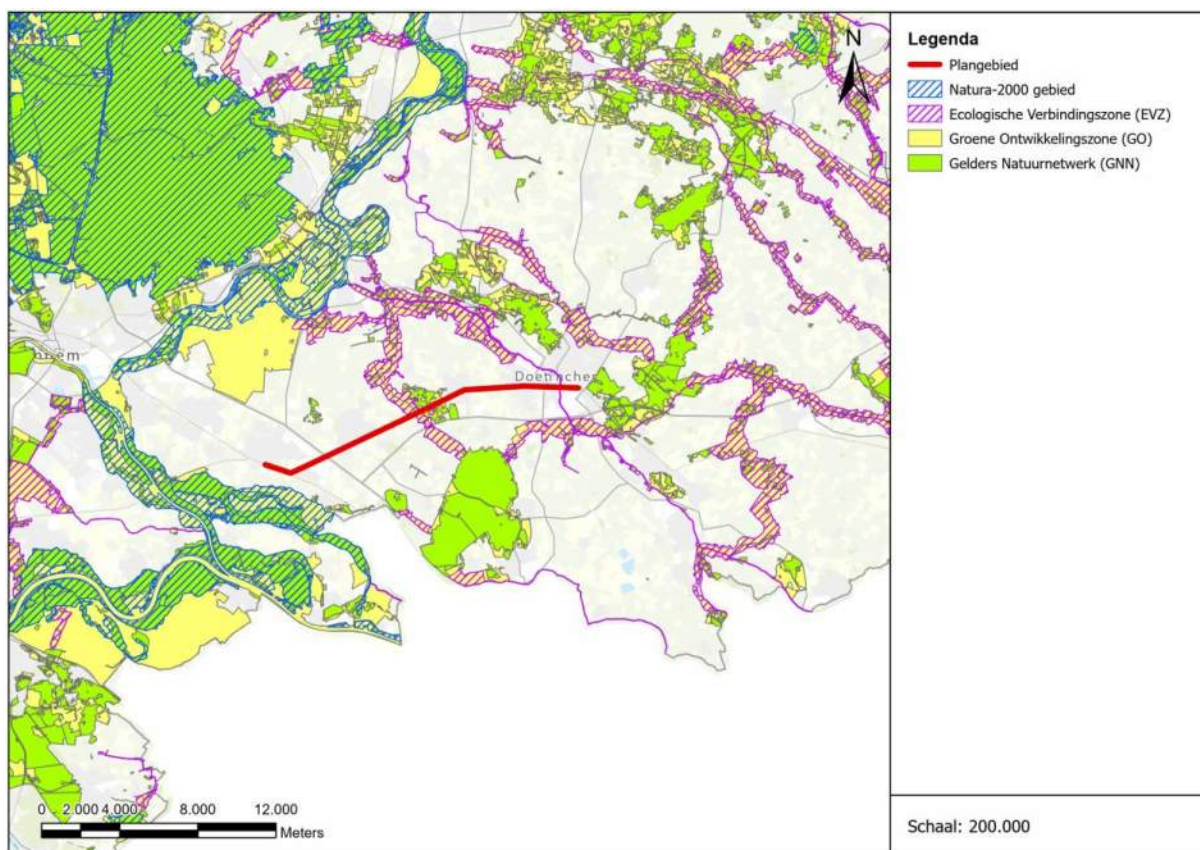 N
Doetinchem
0 2.000 4.000 8.000 12.000
Meters
Legenda
Plangebied
Natura-2000 gebied
Ecologische Verbindingszone (EVZ)
Groene Ontwikkelingszone (GO)
Gelders Natuurnetwerk (GNN)
Schaal: 200.000